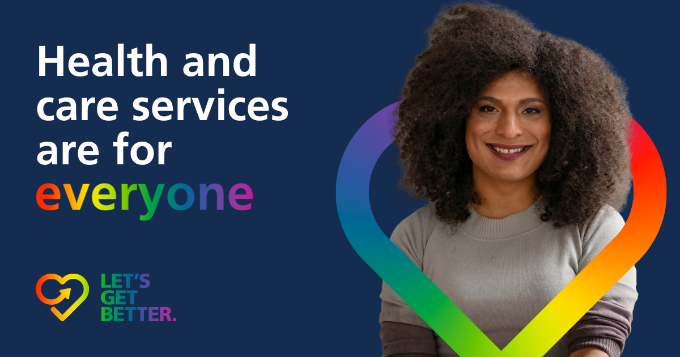 Health and
care services
are for
everyone
LET'S
GET
BETTER.